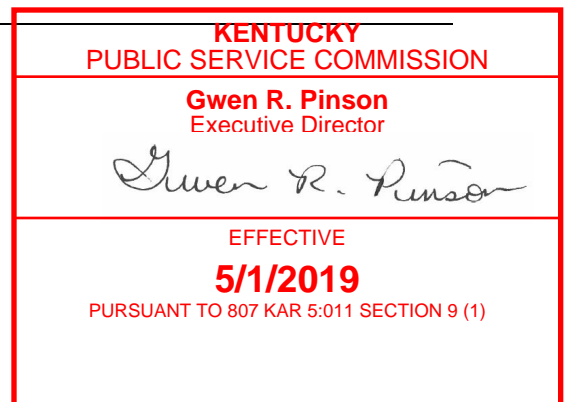 KENTUCKY
PUBLIC SERVICE COMMISSION
Gwen R. Pinson
Executive Director
Gwen R. Pinson
EFFECTIVE
5/1/2019
PURSUANT TO 807 KAR 5:011 SECTION 9 (1)